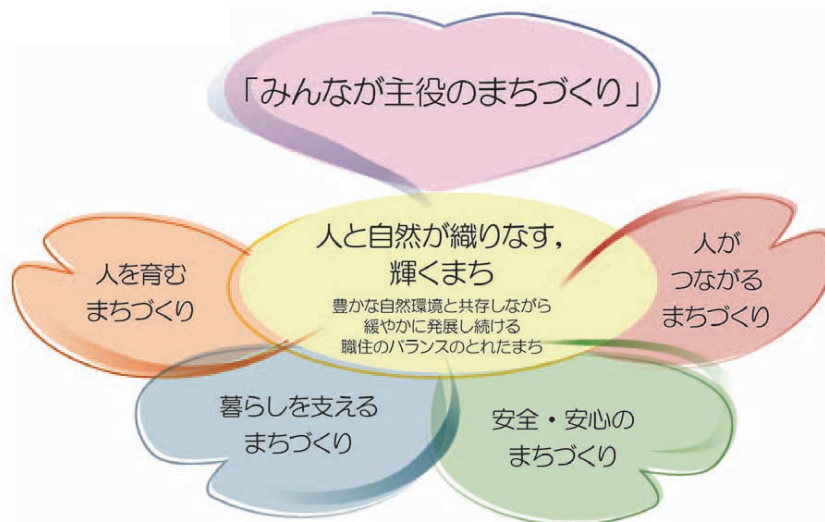 「みんなが主役のまちづくり」
人と自然が織りなす，
輝くまち
豊かな自然環境と共存しながら
緩やかに発展し続ける
職住のバランスのとれたまち
人を育む
まちづくり
人が
つながる
まちづくり
暮らしを支える
まちづくり
安全・安心の
まちづくり